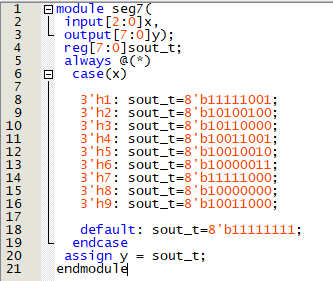 1 module seg7(
2 input[2:0]x,
3 output[7:0]y);
4 reg[7:0]sout_t;
5 always @(*)
6 case(x)
7
8 3'h1: sout_t=8'b11111001;
9 3'h2: sout_t=8'b10100100;
10 3'h3: sout_t=8'b10110000;
11 3'h4: sout_t=8'b10011001;
12 3'h5: sout_t=8'b10010010;
13 3'h6: sout_t=8'b10000011;
14 3'h7: sout_t=8'b11111000;
15 3'h8: sout_t=8'b10000000;
16 3'h9: sout_t=8'b10011000;
17
18 default: sout_t=8'b11111111;
19 endcase
20 assign y = sout_t;
21 endmodule